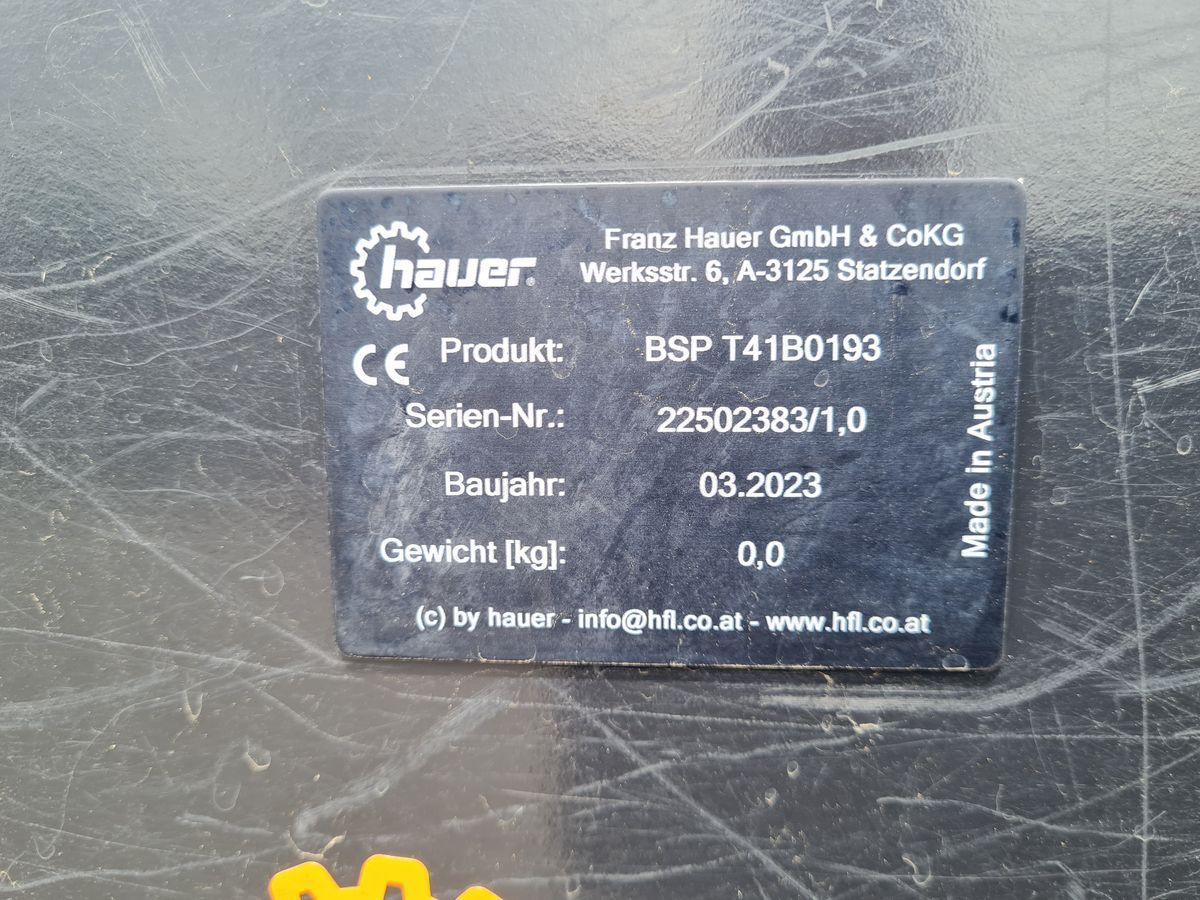 hauer®
Franz Hauer GmbH & CoKG
Werksstr. 6, A-3125 Statzendorf
CE
Produkt: BSP T41B0193
Serien-Nr.: 22502383/1,0
Baujahr: 03.2023
Gewicht [kg]: 0,0
Made in Austria
(c) by hauer - info@hfl.co.at - www.hfl.co.at